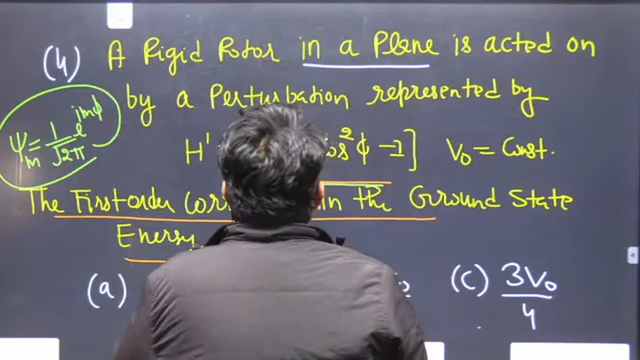 (4) A Rigid Rotor in a Plane is acted on
by a Perturbation represented by
ψₘ = 1/√2π e^imϕ
H' cos²ϕ - 1] V₀ = Const.
The First order in the Ground State
Energy
(a) (c) 3V₀/4